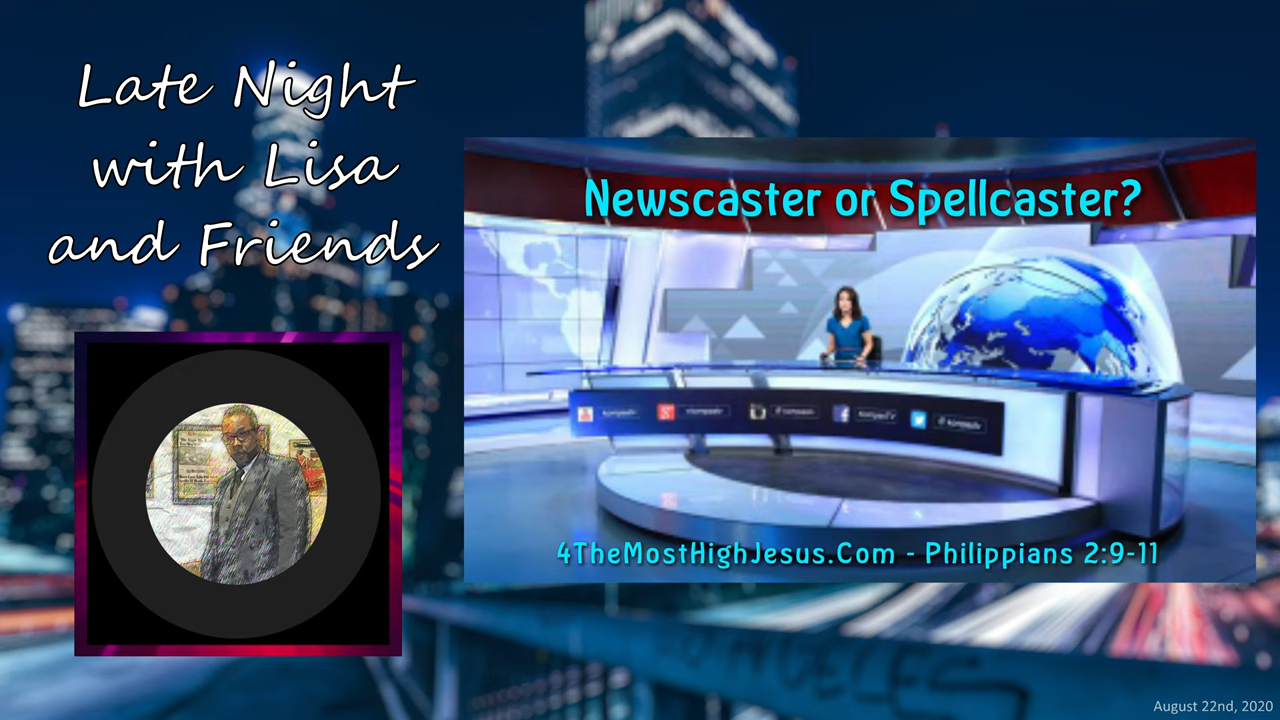 Late Night
with Lisa
and Friends
Newscaster or Spellcaster?
4TheMostHighJesus.Com - Philippians 2:9-11
August 22nd, 2020